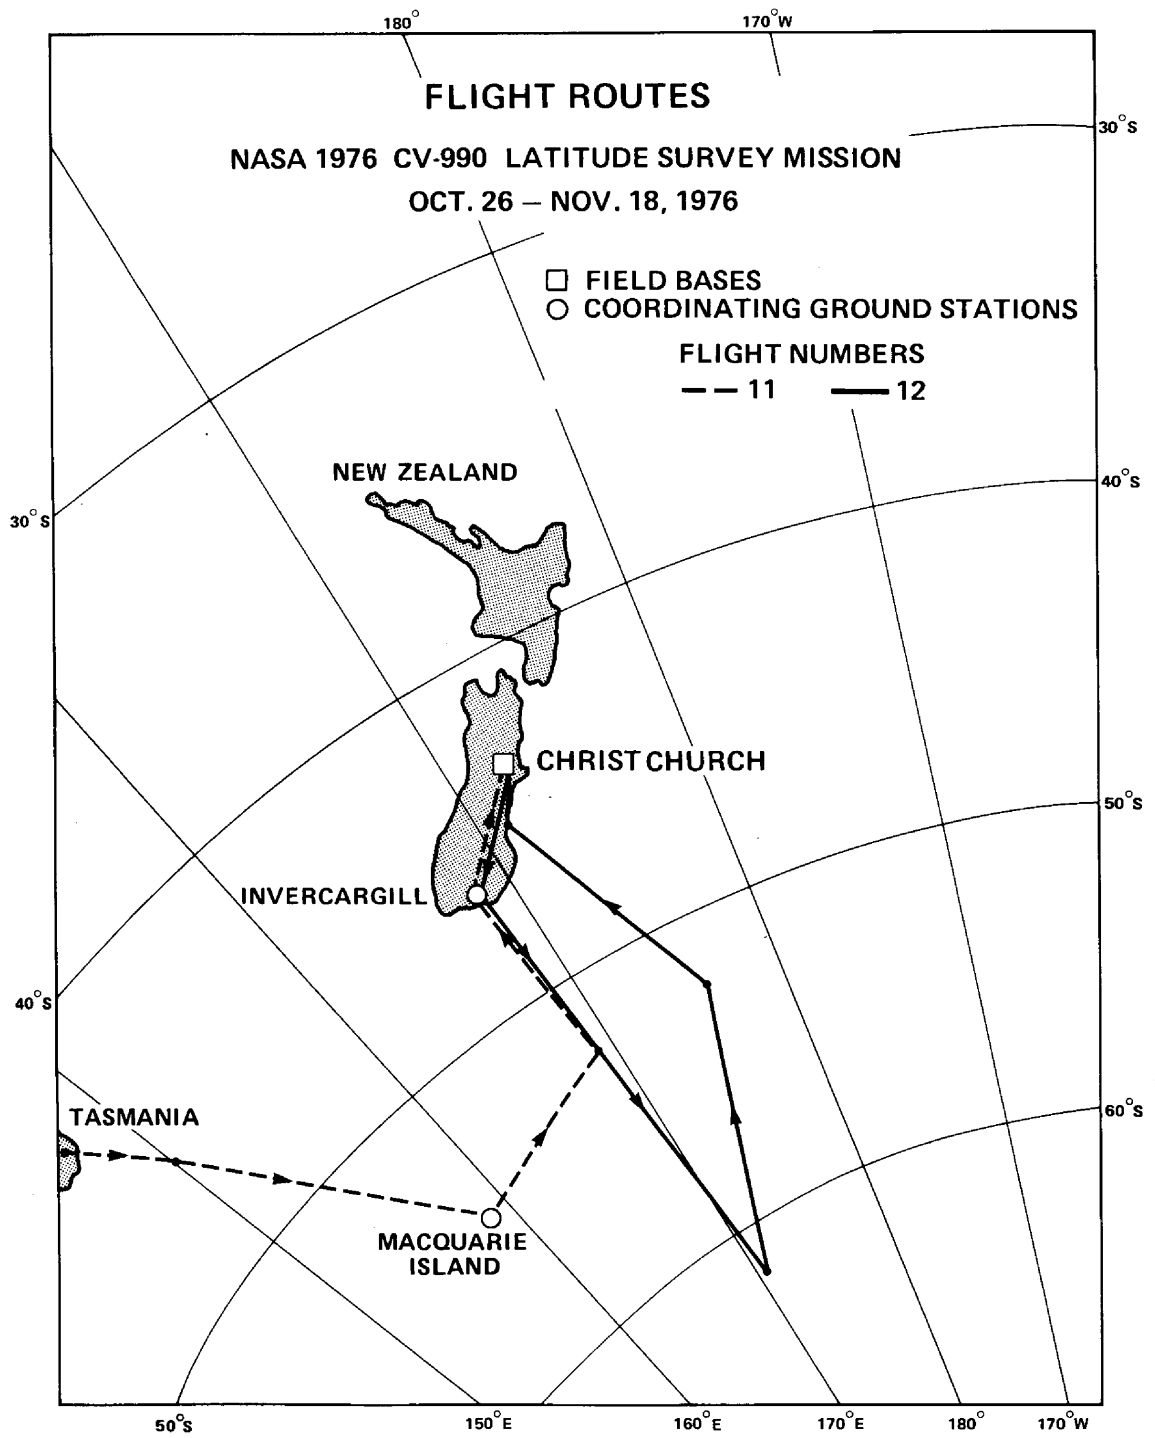 180° 170°W
FLIGHT ROUTES
30°S
NASA 1976 CV-990 LATITUDE SURVEY MISSION
OCT. 26 – NOV. 18, 1976
FIELD BASES
COORDINATING GROUND STATIONS
FLIGHT NUMBERS
11 12
NEW ZEALAND
40°S
30°S
CHRISTCHURCH
50°S
INVERCARGILL
40°S
TASMANIA
60°S
MACQUARIE
ISLAND
50°S 150°E 160°E 170°E 180° 170°W